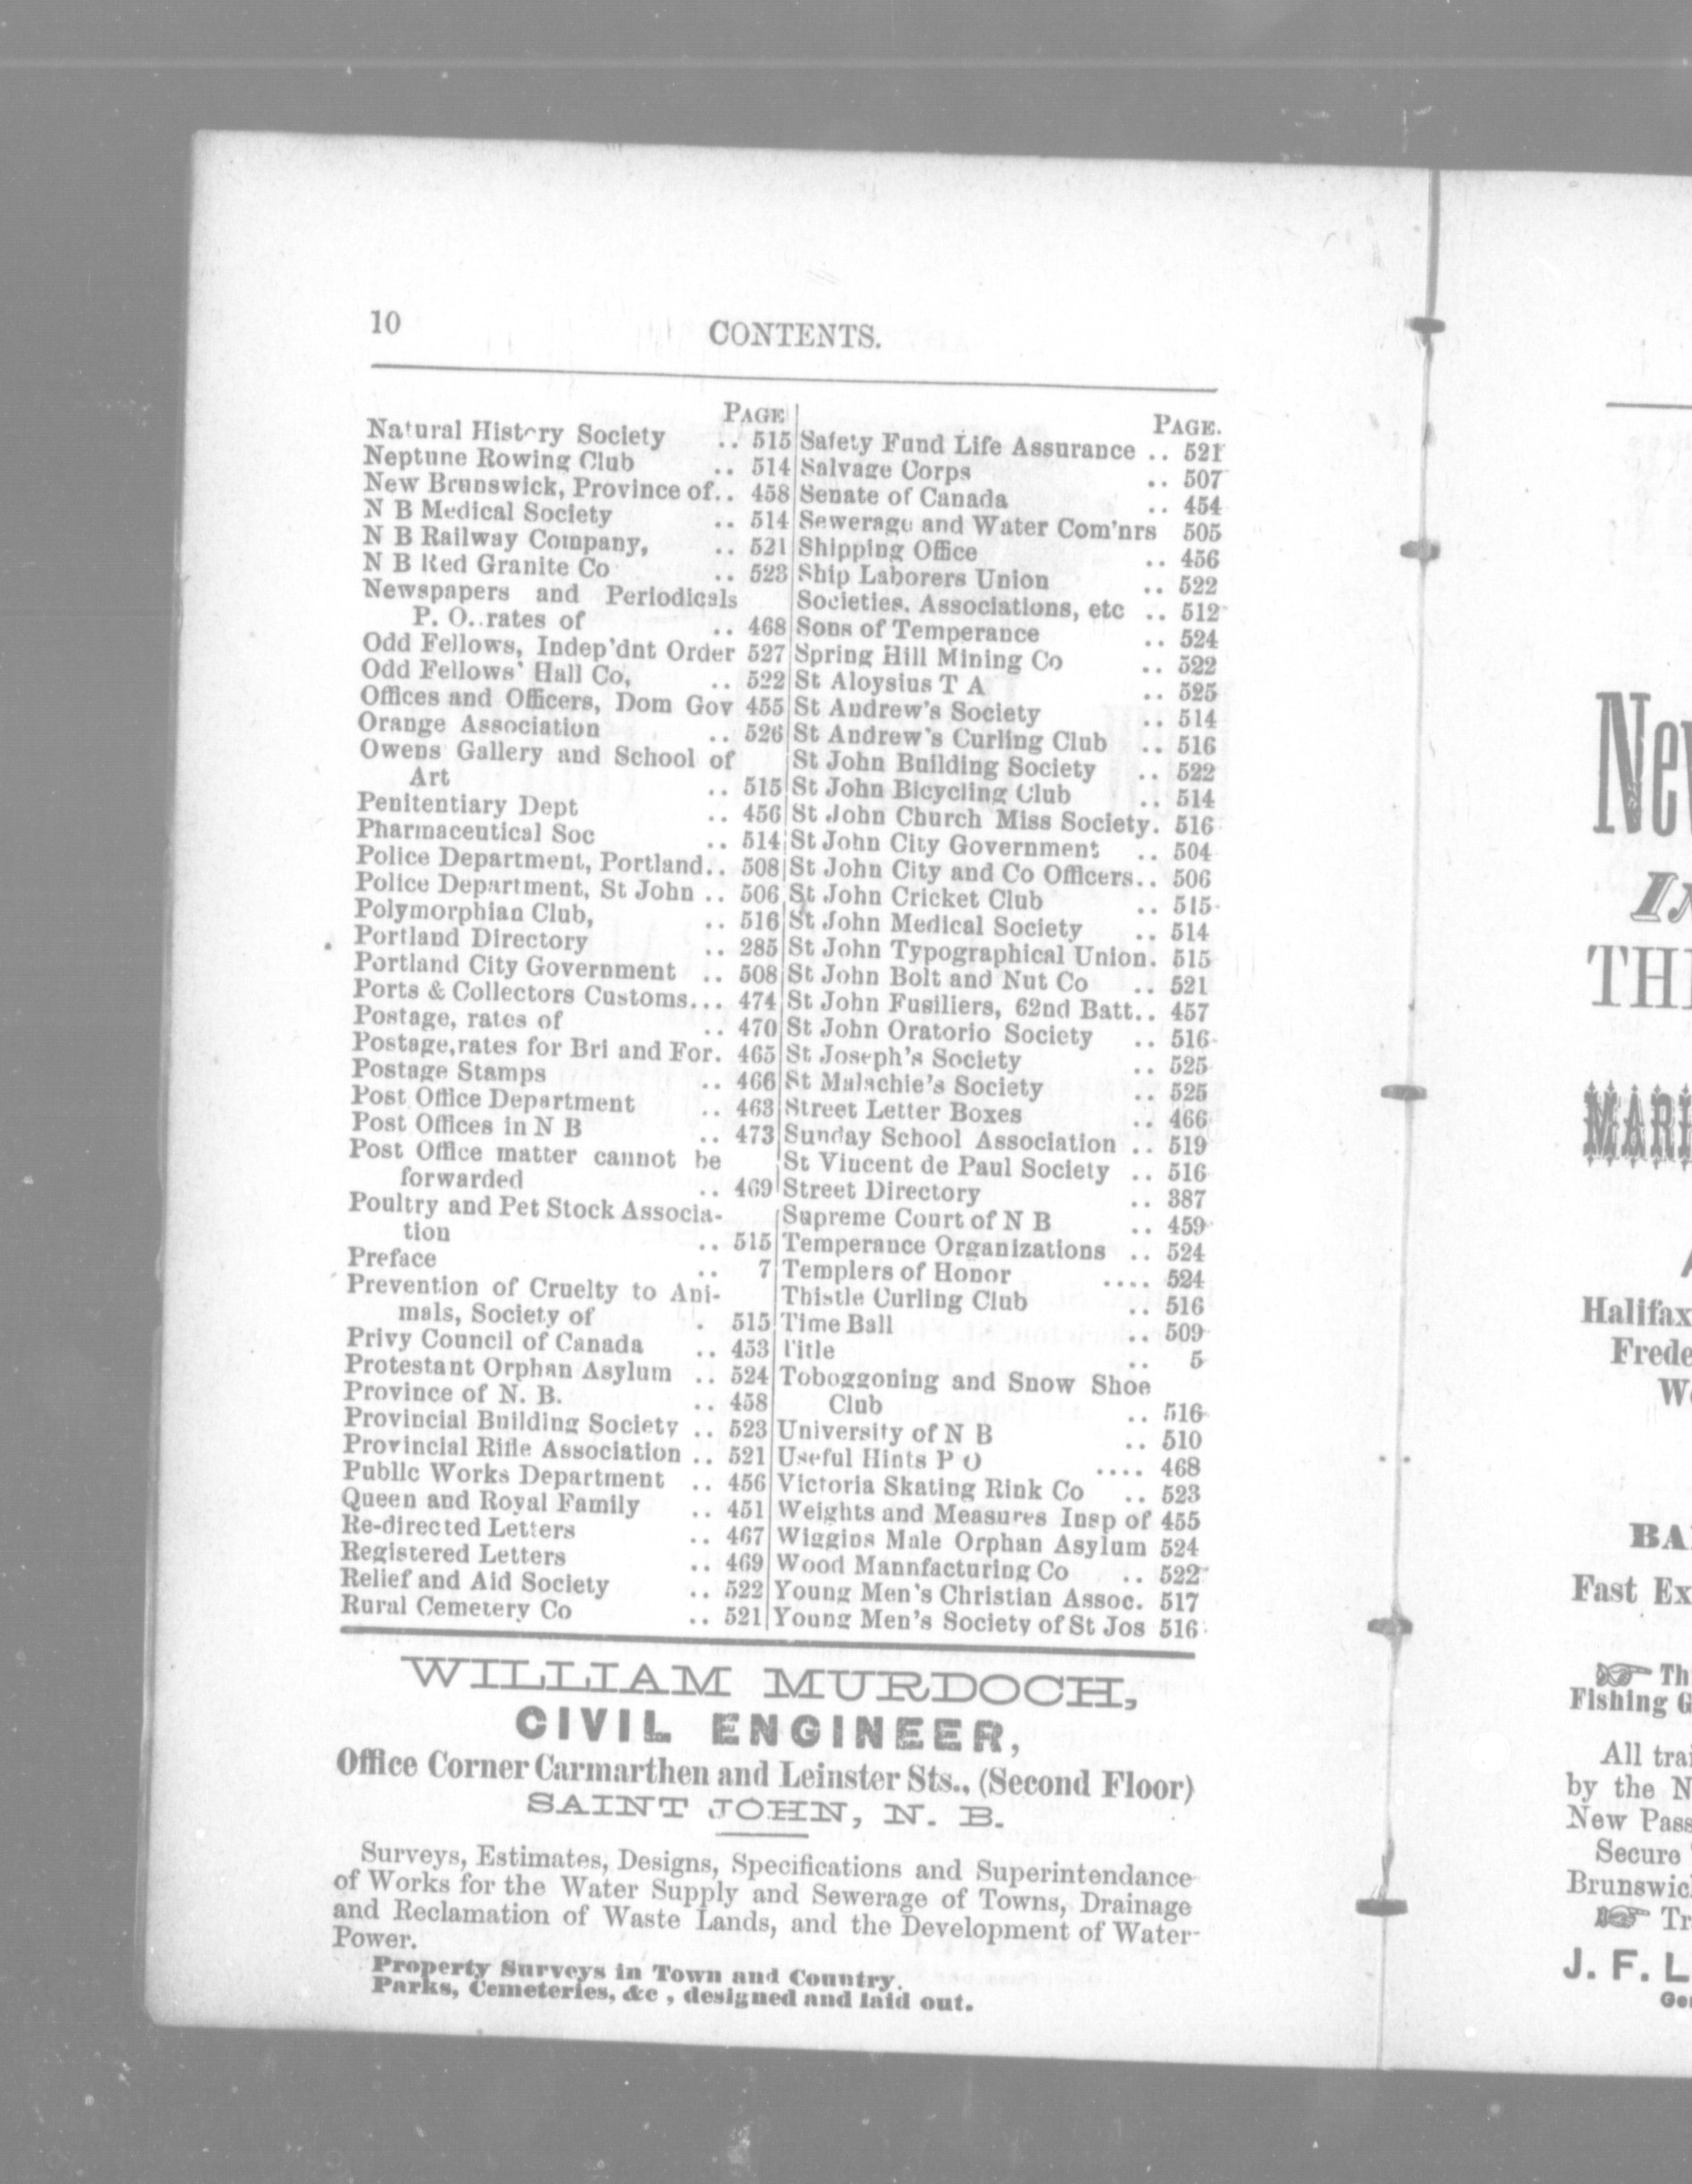 10
CONTENTS.
PAGE
Natural History Society .. 515
Neptune Rowing Club .. 514
New Brunswick, Province of.. 458
N B Medical Society .. 514
N B Railway Company, .. 521
N B Red Granite Co .. 523
Newspapers and Periodicals
P. O. rates of .. 468
Odd Fellows, Indep'dnt Order 527
Odd Fellows' Hall Co, .. 522
Offices and Officers, Dom Gov 455
Orange Association .. 526
Owens Gallery and School of
Art .. 515
Penitentiary Dept .. 456
Pharmaceutical Soc .. 514
Police Department, Portland.. 508
Police Department, St John .. 506
Polymorphian Club, .. 516
Portland Directory .. 285
Portland City Government .. 508
Ports & Collectors Customs... 474
Postage, rates of .. 470
Postage, rates for Bri and For. 465
Postage Stamps .. 466
Post Office Department .. 463
Post Offices in N B .. 473
Post Office matter cannot be
forwarded .. 469
Poultry and Pet Stock Associa-
tion .. 515
Preface .. 7
Prevention of Cruelty to Ani-
mals, Society of . 515
Privy Council of Canada .. 453
Protestant Orphan Asylum .. 524
Province of N. B. .. 458
Provincial Building Society .. 523
Provincial Rifle Association .. 521
Public Works Department .. 456
Queen and Royal Family .. 451
Re-directed Letters .. 467
Registered Letters .. 469
Relief and Aid Society .. 522
Rural Cemetery Co .. 521
PAGE.
Safety Fund Life Assurance .. 521
Salvage Corps .. 507
Senate of Canada .. 454
Sewerage and Water Com'nrs 505
Shipping Office .. 456
Ship Laborers Union .. 522
Societies. Associations, etc .. 512
Sons of Temperance .. 524
Spring Hill Mining Co .. 522
St Aloysius T A .. 525
St Andrew's Society .. 514
St Andrew's Curling Club .. 516
St John Building Society .. 522
St John Bicycling Club .. 514
St John Church Miss Society. 516
St John City Government .. 504
St John City and Co Officers.. 506
St John Cricket Club .. 515
St John Medical Society .. 514
St John Typographical Union. 515
St John Bolt and Nut Co .. 521
St John Fusiliers, 62nd Batt.. 457
St John Oratorio Society .. 516
St Joseph's Society .. 525
St Malachie's Society .. 525
Street Letter Boxes .. 466
Sunday School Association .. 519
St Vincent de Paul Society .. 516
Street Directory .. 387
Supreme Court of N B .. 459
Temperance Organizations .. 524
Templers of Honor .... 524
Thistle Curling Club .. 516
Time Ball .. 509
Title .. 5
Toboggoning and Snow Shoe
Club .. 516
University of N B .. 510
Useful Hints P O .... 468
Victoria Skating Rink Co .. 523
Weights and Measures Insp of 455
Wiggins Male Orphan Asylum 524
Wood Mannfacturing Co .. 522
Young Men's Christian Assoc. 517
Young Men's Society of St Jos 516
WILLIAM MURDOCH,
CIVIL ENGINEER,
Office Corner Carmarthen and Leinster Sts., (Second Floor)
SAINT JOHN, N. B.
Surveys, Estimates, Designs, Specifications and Superintendance
of Works for the Water Supply and Sewerage of Towns, Drainage
and Reclamation of Waste Lands, and the Development of Water-
Power.
Property Surveys in Town and Country.
Parks, Cemeteries, &c , designed and laid out.
Halifax
All
by the N
New
Secure
J. F. L